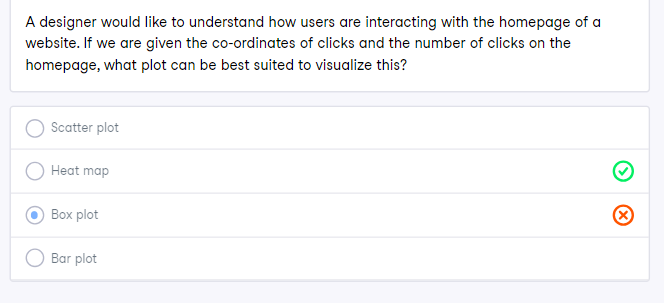 A designer would like to understand how users are interacting with the homepage of a
website. If we are given the co-ordinates of clicks and the number of clicks on the
homepage, what plot can be best suited to visualize this?
Scatter plot
Heat map
Box plot
Bar plot